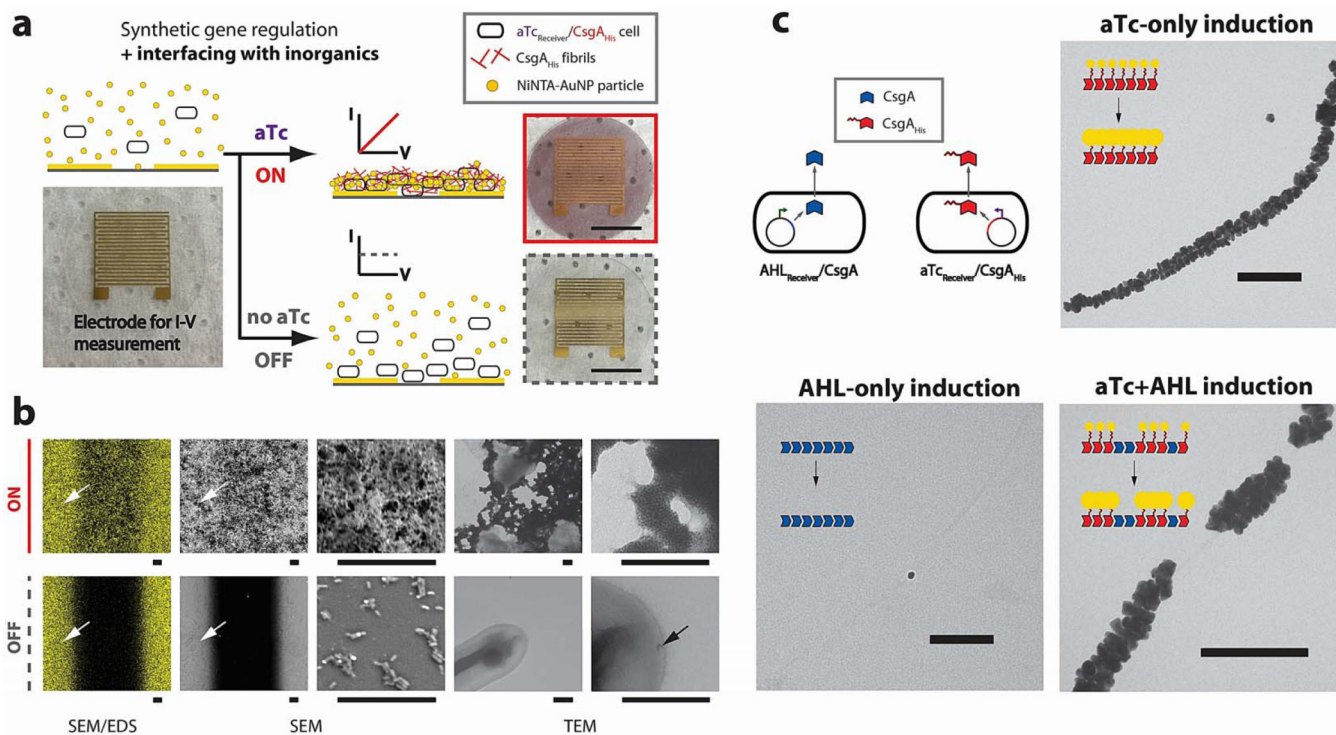 a
Synthetic gene regulation
+ interfacing with inorganics
aTcReceiver/CsgAHis cell
CsgAHis fibrils
NiNTA-AuNP particle
aTc
ON
I
V
I
V
no aTc
OFF
Electrode for I-V
measurement
b
ON
OFF
SEM/EDS
SEM
TEM
c
CsgA
CsgAHis
AHLReceiver/CsgA
aTcReceiver/CsgAHis
aTc-only induction
AHL-only induction
aTc+AHL induction